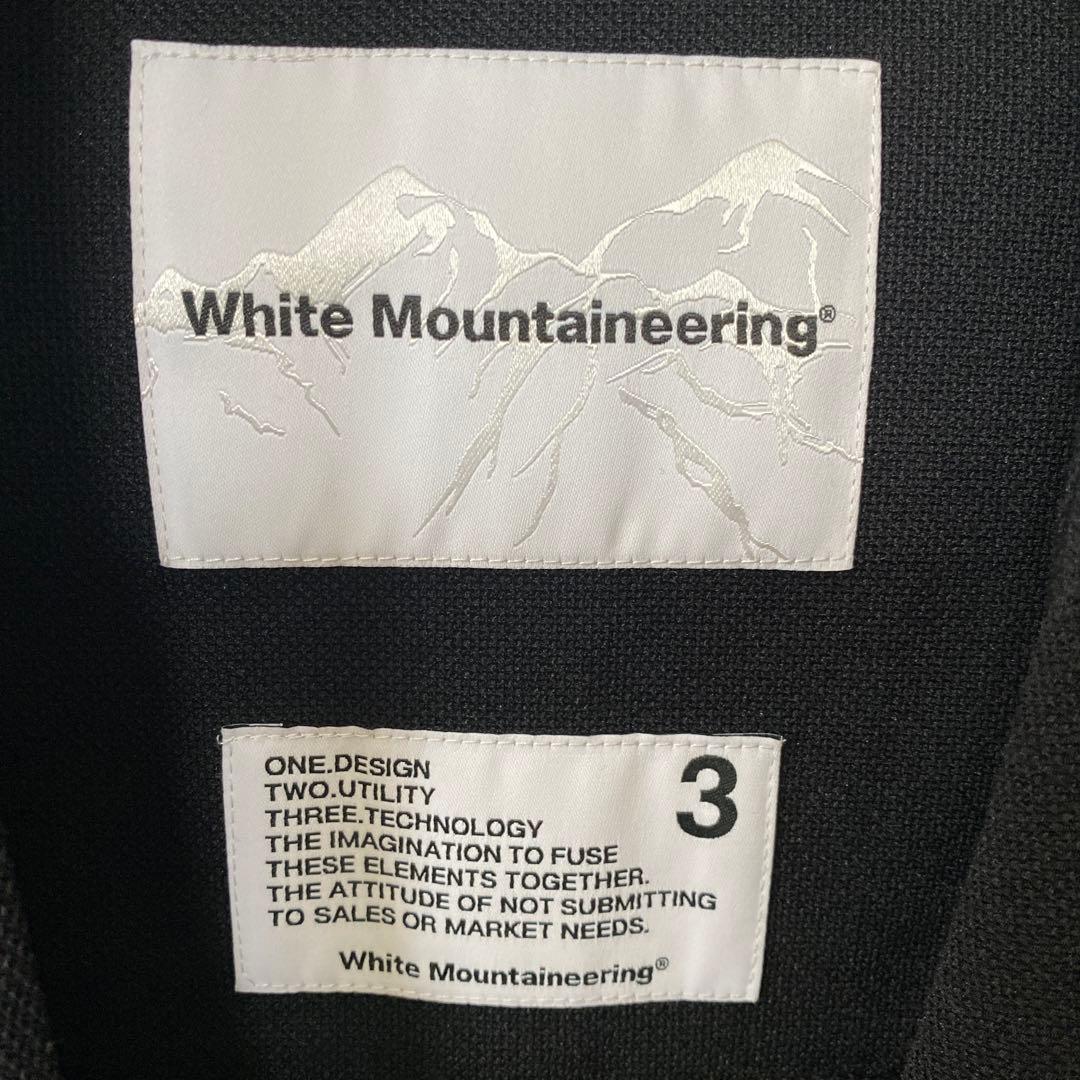 White Mountaineering®
ONE.DESIGN
3
TWO.UTILITY
THREE.TECHNOLOGY
THE IMAGINATION TO FUSE
THESE ELEMENTS TOGETHER.
THE ATTITUDE OF NOT SUBMITTING
TO SALES OR MARKET NEEDS.
White Mountaineering®